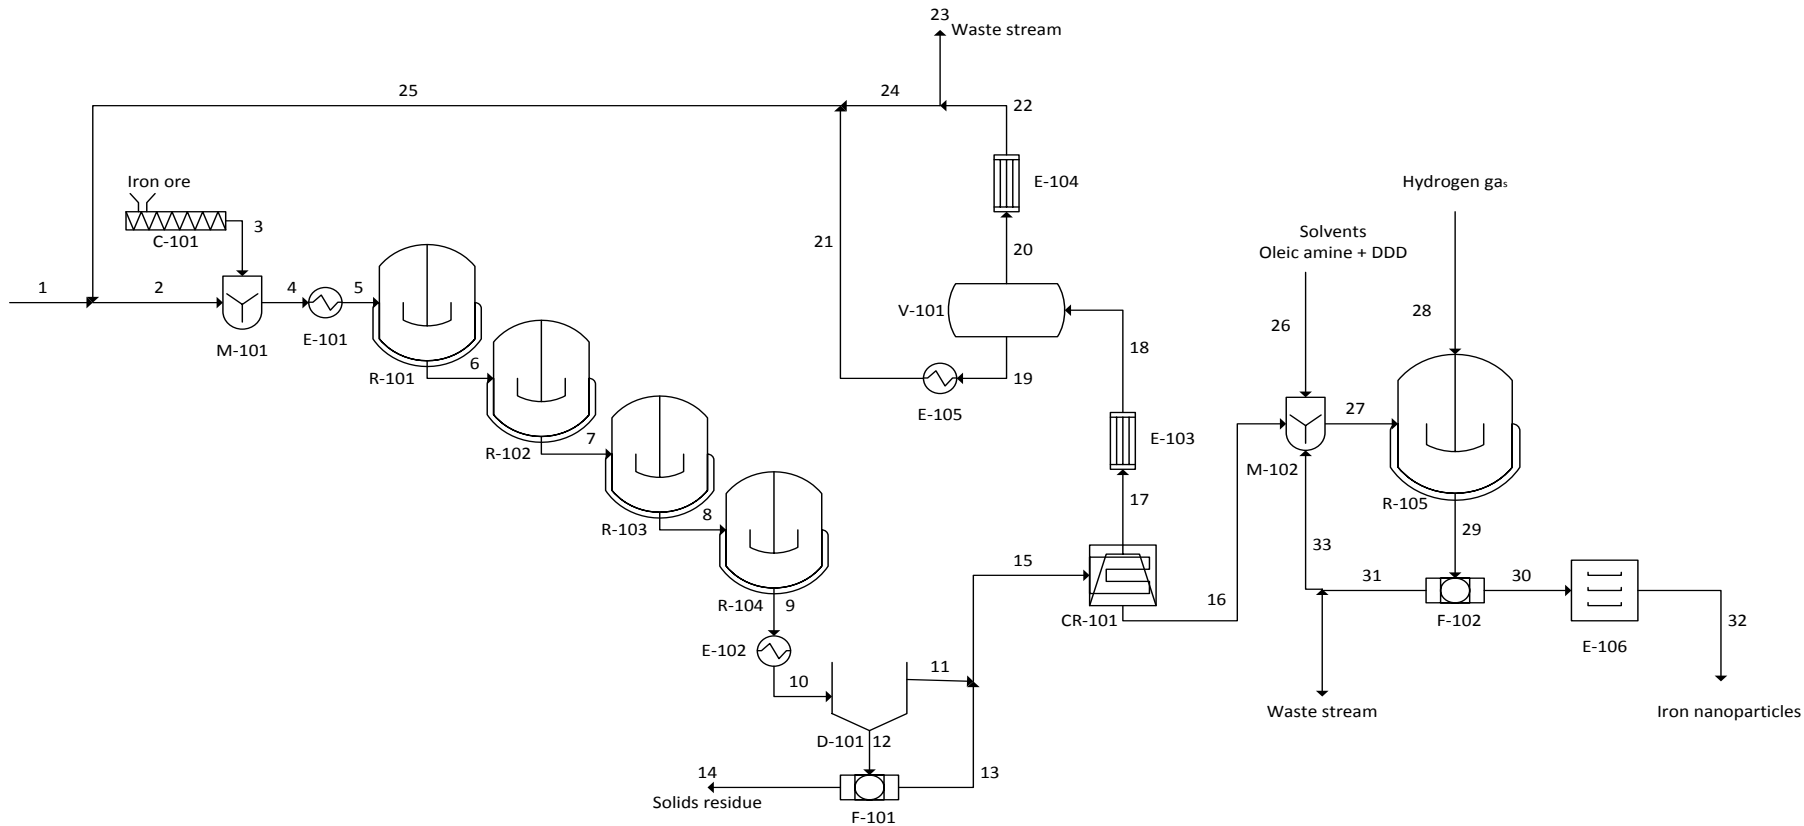 23
Waste stream
25
24
22
Iron ore
E-104
Hydrogen gas
C-101
3
21
20
Solvents
Oleic amine + DDD
1
2
4
5
V-101
26
28
M-101
E-101
18
R-101
6
19
E-105
27
R-102
7
E-103
M-102
17
R-105
R-103
8
29
33
15
31
30
R-104
9
16
CR-101
F-102
32
E-102
11
E-106
10
Waste stream
Iron nanoparticles
D-101
12
14
13
Solids residue
F-101